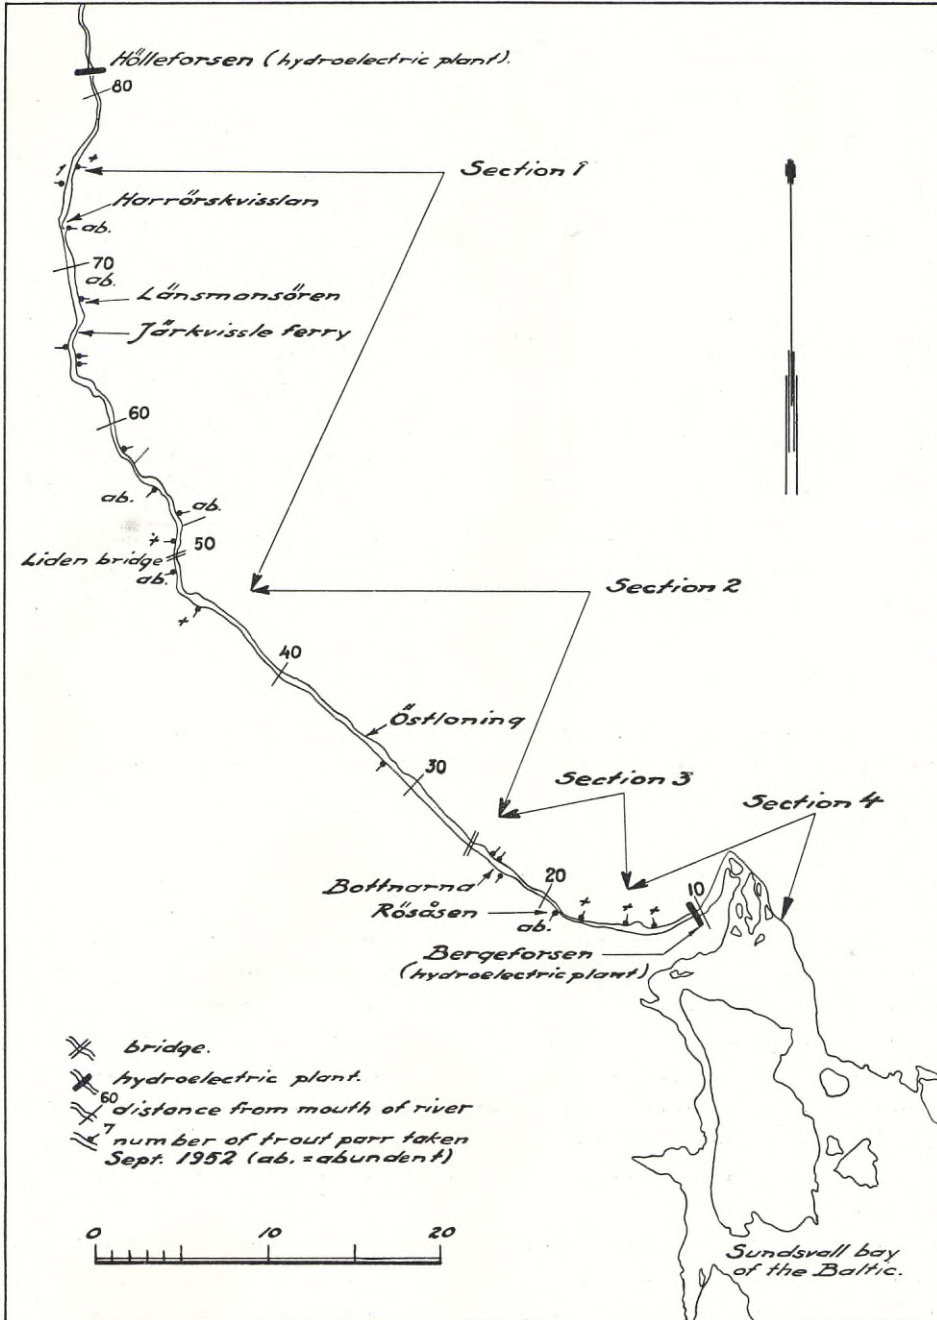 Hölleforsen (hydroelectric plant).
80
+
1
Section 1
Harrörskvisslan
ab.
70
ab.
Länsmansören
Järkvissle ferry
60
ab.
ab.
+
50
Liden bridge
ab.
Section 2
+
40
Östloning
30
Section 3
Section 4
Bottnarna
20
10
Rösåsen
+
+
+
ab.
Bergeforsen
(hydroelectric plant)
bridge.
hydroelectric plant.
60
distance from mouth of river
7
number of trout parr taken
Sept. 1952 (ab. = abundent)
0 10 20
Sundsvall bay
of the Baltic.